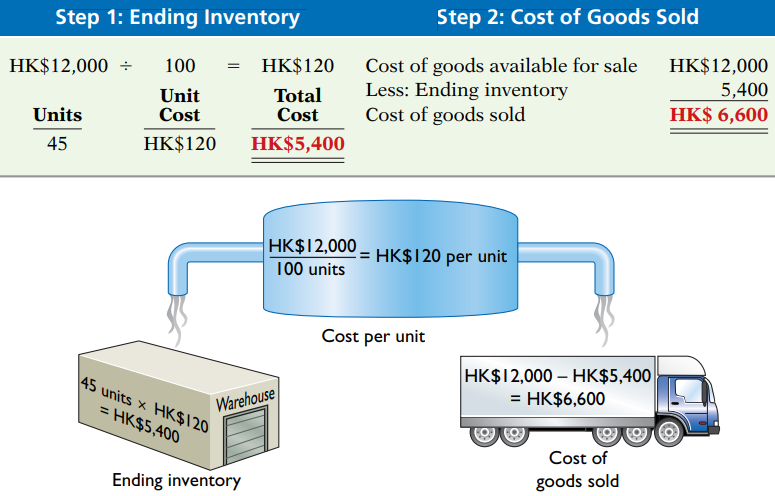 Step 1: Ending Inventory
Step 2: Cost of Goods Sold
HK$12,000 ÷ 100 = HK$120
Units
Unit
Cost
Total
Cost
45 HK$120 HK$5,400
Cost of goods available for sale HK$12,000
Less: Ending inventory 5,400
Cost of goods sold HK$ 6,600
HK$12,000
100 units
= HK$120 per unit
Cost per unit
45 units × HK$120
= HK$5,400
Warehouse
Ending inventory
HK$12,000 – HK$5,400
= HK$6,600
Cost of
goods sold